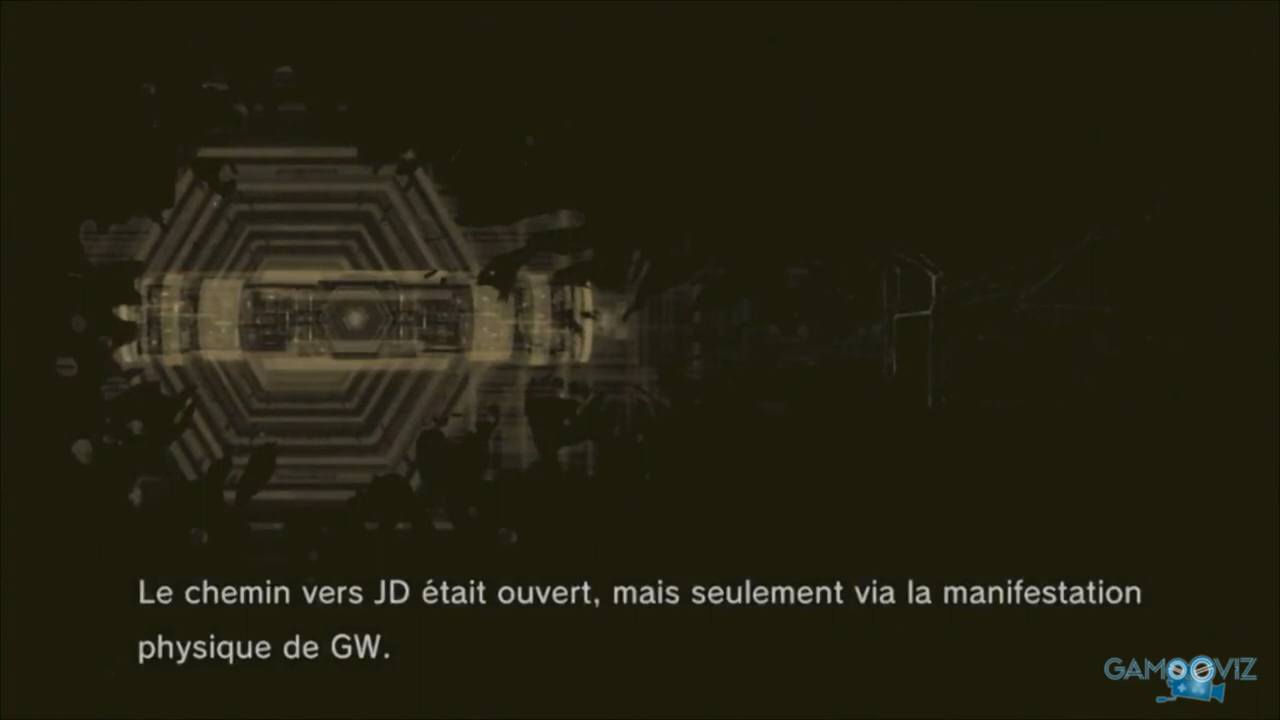 Le chemin vers JD était ouvert, mais seulement via la manifestation
physique de GW.
GAMOOVIZ